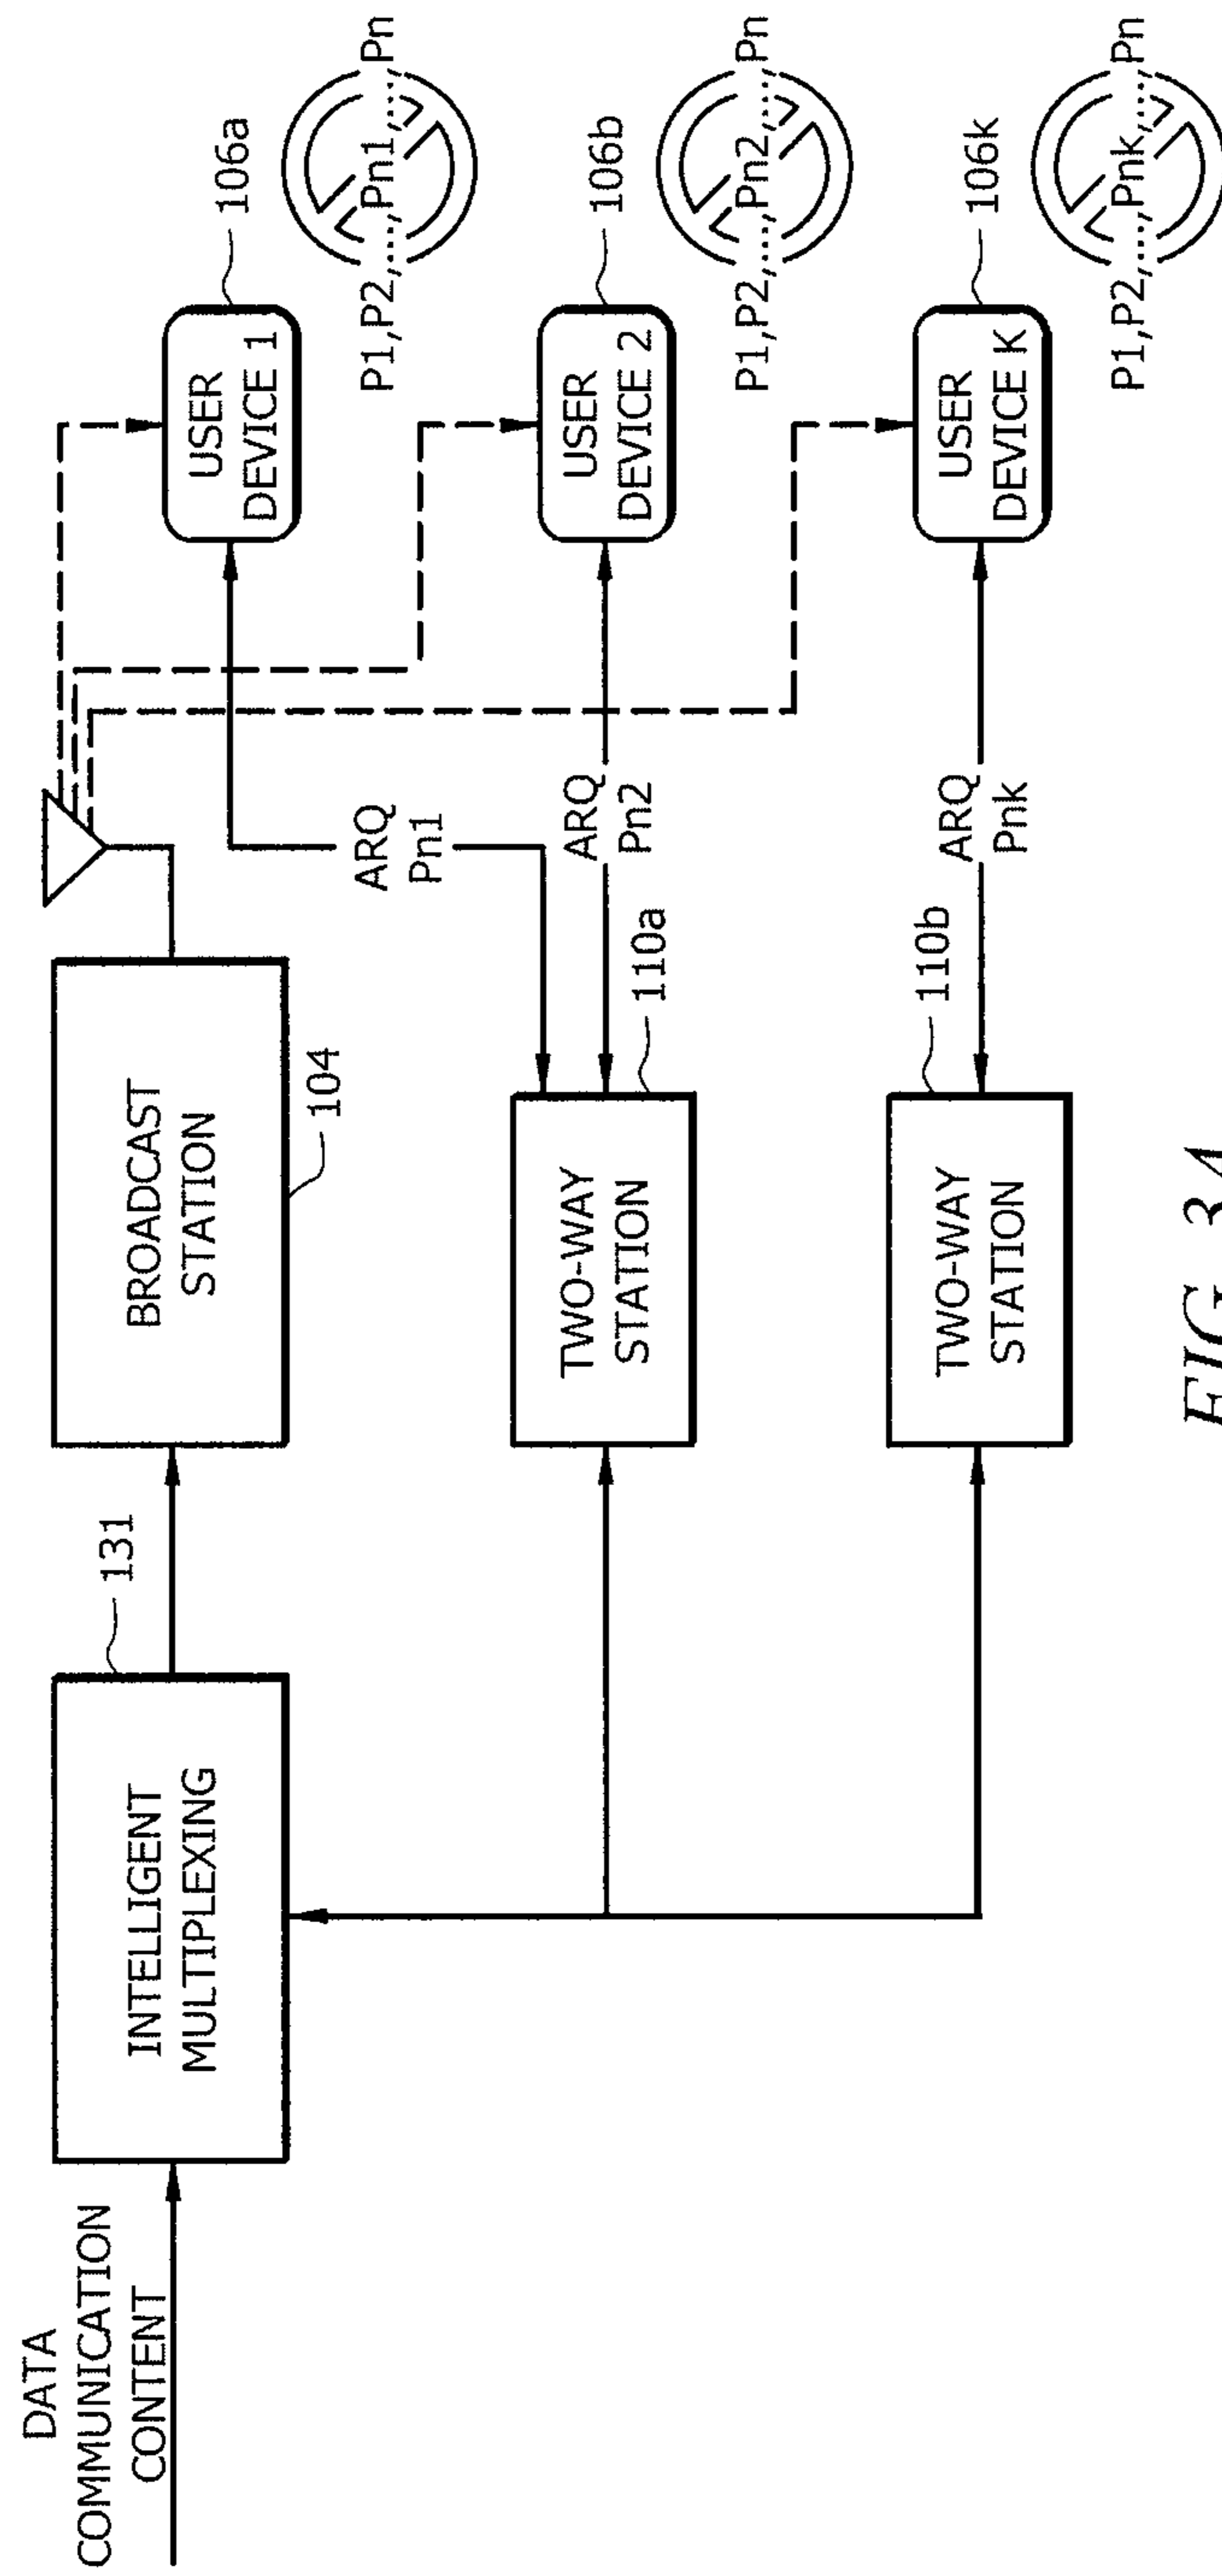 DATA
COMMUNICATION
CONTENT
INTELLIGENT
MULTIPLEXING
131
BROADCAST
STATION
104
TWO-WAY
STATION
110a
TWO-WAY
STATION
110b
ARQ
Pn1
ARQ
Pn2
ARQ
Pnk
USER
DEVICE 1
106a
P1,P2,...,Pn1,...,Pn
USER
DEVICE 2
106b
P1,P2,...,Pn2,...,Pn
USER
DEVICE K
106k
P1,P2,...,Pnk,...,Pn
FIG. 3A